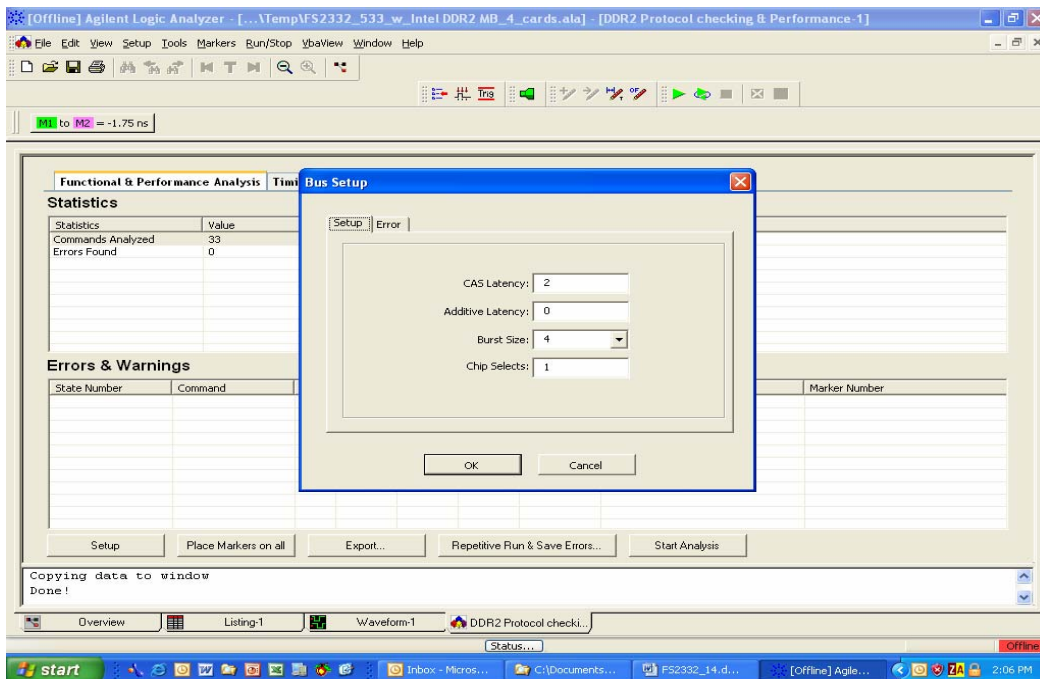 [Offline] Agilent Logic Analyzer - [...\Temp\FS2332_533_w_Intel DDR2 MB_4_cards.ala] - [DDR2 Protocol checking & Performance-1]
File Edit View Setup Tools Markers Run/Stop VbaView Window Help
Trig
M1 to M2 = -1.75 ns
Functional & Performance Analysis Timi
Statistics
Statistics Value
Commands Analyzed 33
Errors Found 0
Bus Setup
Setup Error
CAS Latency: 2
Additive Latency: 0
Burst Size: 4
Chip Selects: 1
OK Cancel
Errors & Warnings
State Number Command Marker Number
Setup Place Markers on all Export... Repetitive Run & Save Errors... Start Analysis
Copying data to window
Done!
Overview Listing-1 Waveform-1 DDR2 Protocol checki...
Status... Offline
start Inbox - Micros... C:\Documents... FS2332_14.d... [Offline] Agile... 2:06 PM